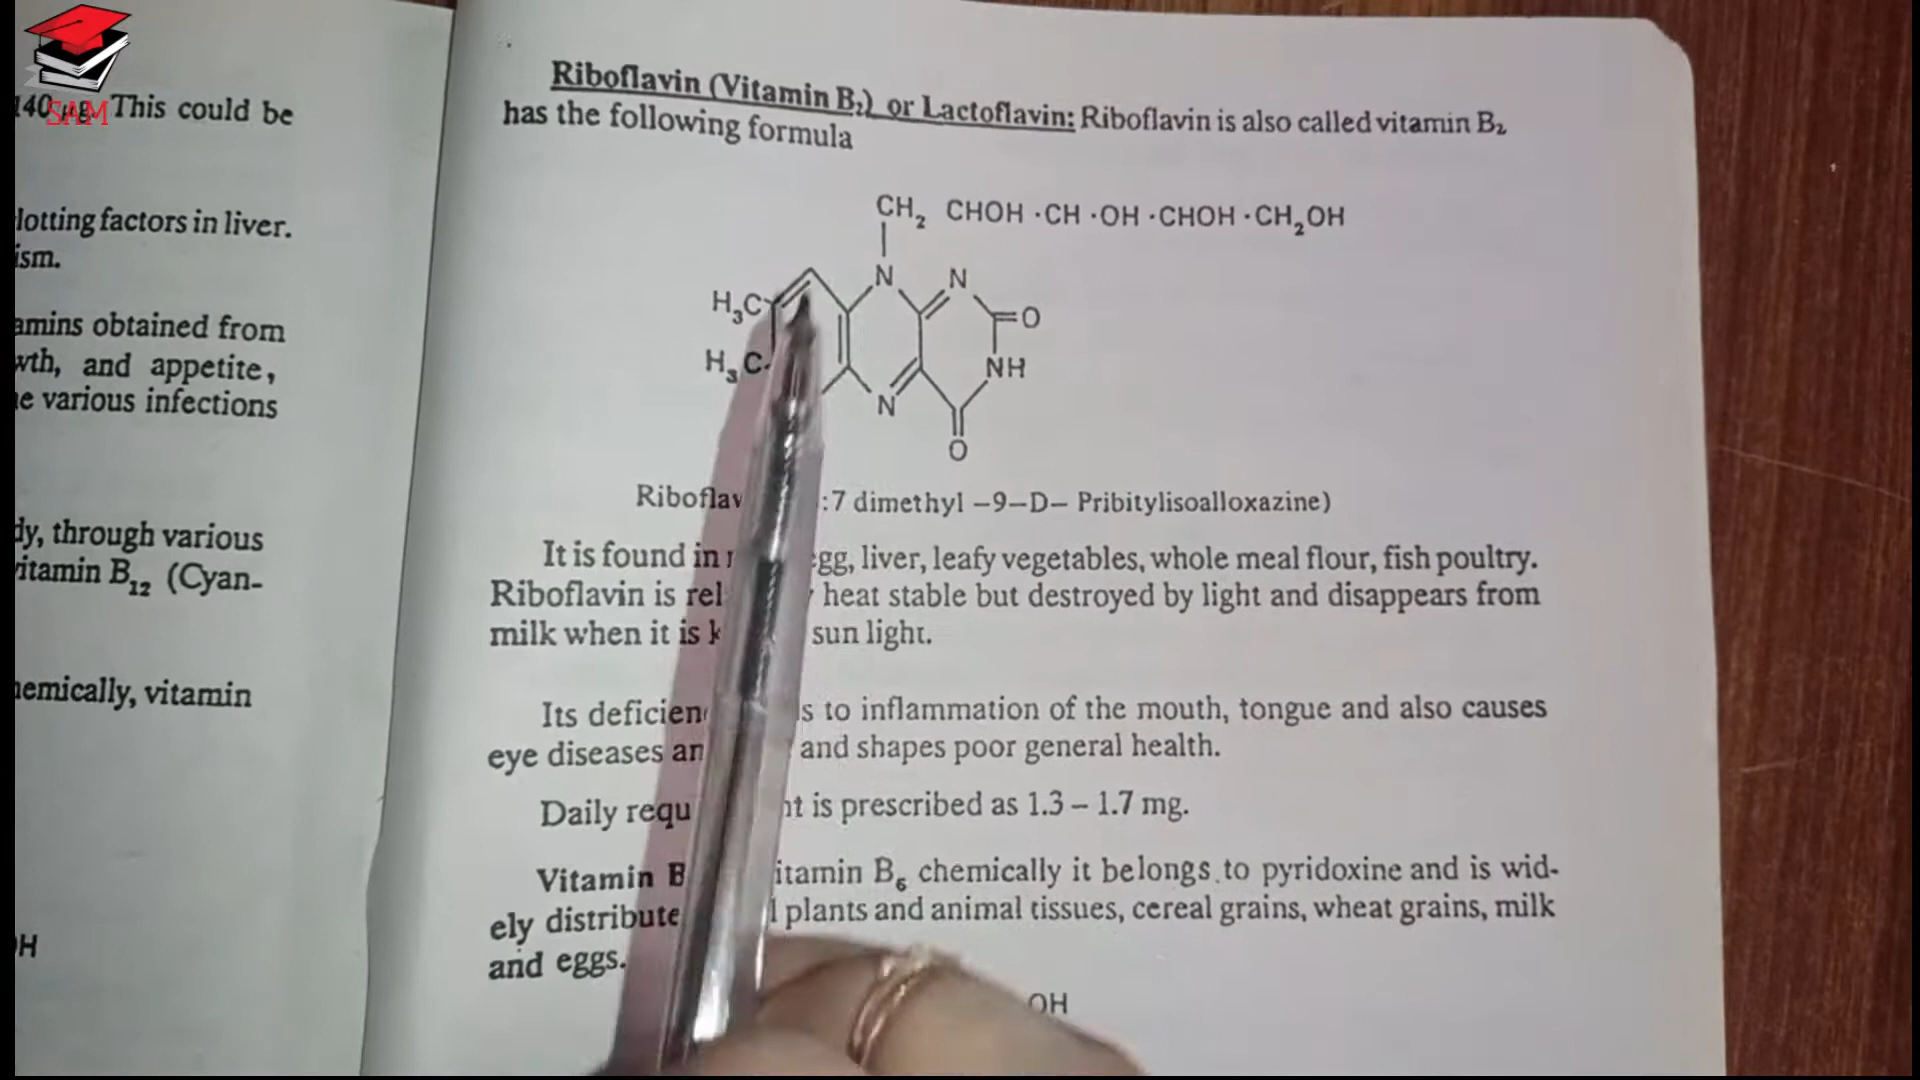 SAM
140 µg. This could be
lotting factors in liver.
ism.
amins obtained from
wth, and appetite,
e various infections
dy, through various
vitamin B12 (Cyan-
hemically, vitamin
OH
Riboflavin (Vitamin B2) or Lactoflavin: Riboflavin is also called vitamin B2
has the following formula
CH2 CHOH ·CH ·OH ·CHOH ·CH2OH
N N
H3C =O
H3C NH
N
O
Riboflav :7 dimethyl –9–D– Pribitylisoalloxazine)
It is found in gg, liver, leafy vegetables, whole meal flour, fish poultry.
Riboflavin is rel heat stable but destroyed by light and disappears from
milk when it is sun light.
Its deficien s to inflammation of the mouth, tongue and also causes
eye diseases an and shapes poor general health.
Daily requ nt is prescribed as 1.3 – 1.7 mg.
Vitamin B itamin B6 chemically it belongs to pyridoxine and is wid-
ely distribute plants and animal tissues, cereal grains, wheat grains, milk
and eggs.
OH